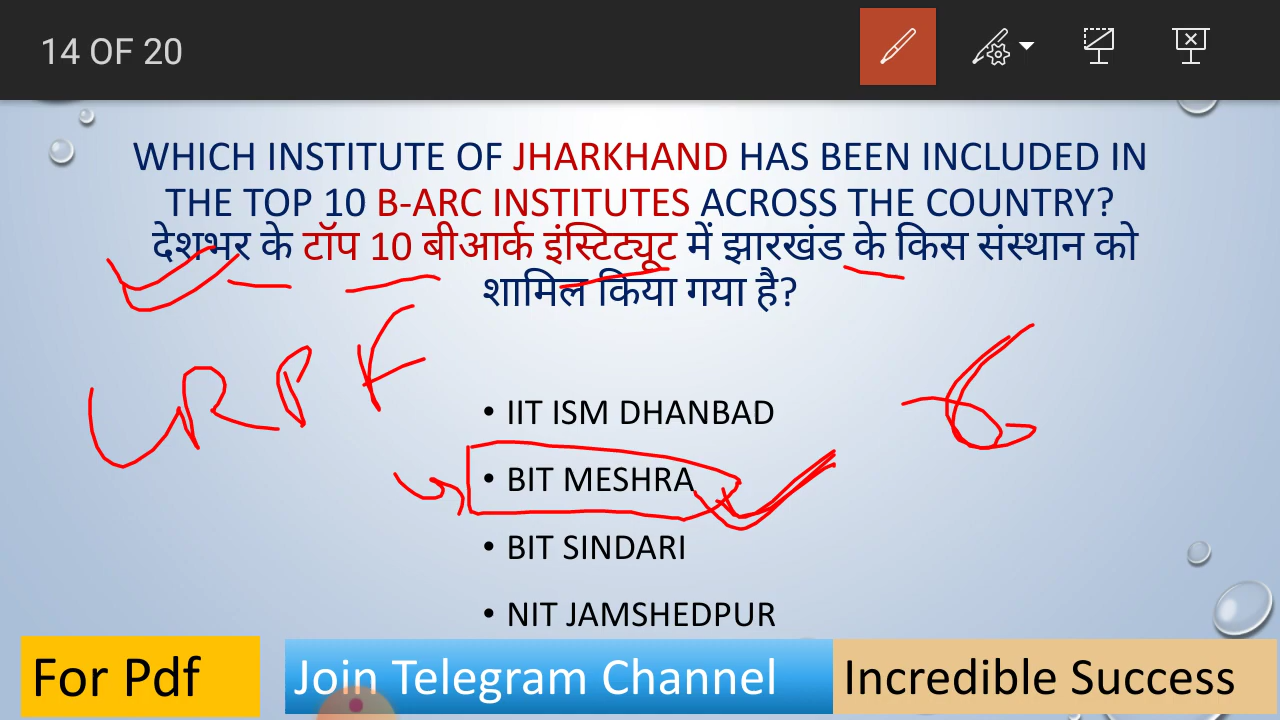 14 OF 20
WHICH INSTITUTE OF JHARKHAND HAS BEEN INCLUDED IN
THE TOP 10 B-ARC INSTITUTES ACROSS THE COUNTRY?
देशभर के टॉप 10 बीआर्क इंस्टिट्यूट में झारखंड के किस संस्थान को
शामिल किया गया है?
• IIT ISM DHANBAD
• BIT MESHRA
• BIT SINDARI
• NIT JAMSHEDPUR
For Pdf
Join Telegram Channel
Incredible Success